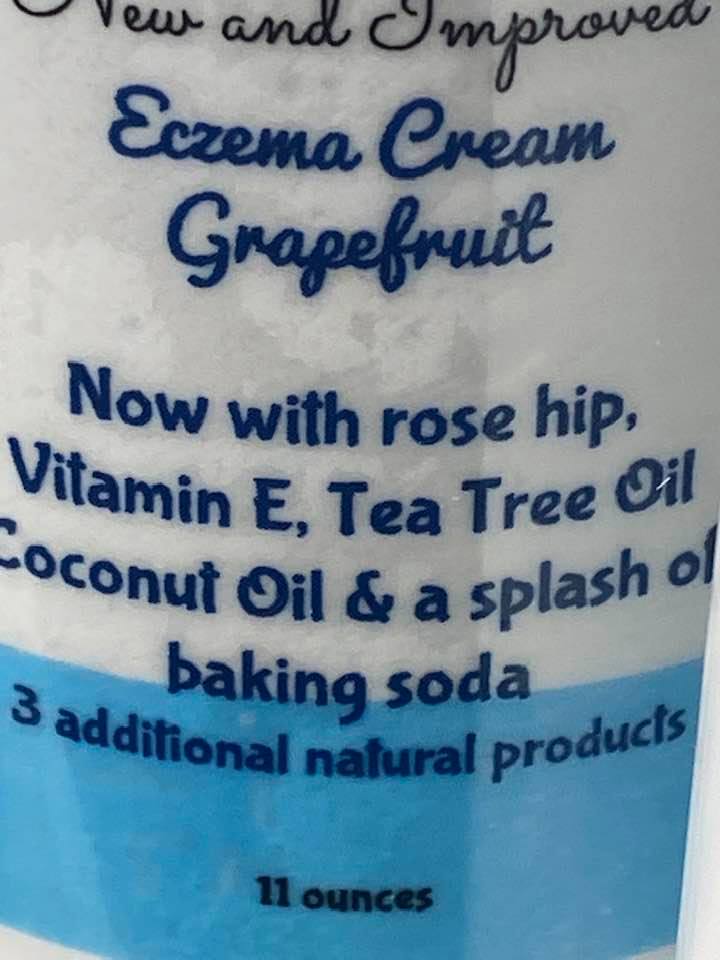 New and Improved
Eczema Cream
Grapefruit
Now with rose hip,
Vitamin E, Tea Tree Oil
Coconut Oil & a splash of
baking soda
3 additional natural products
11 ounces